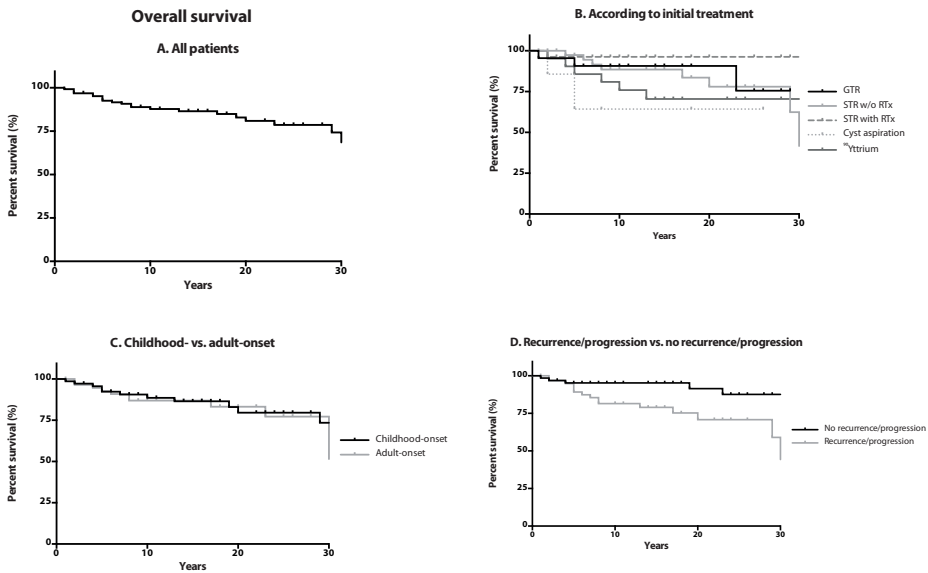 Overall survival
A. All patients
Percent survival (%)
100
75
50
25
0
0 10 20 30
Years
B. According to initial treatment
Percent survival (%)
100
75
50
25
0
0 10 20 30
Years
GTR
STR w/o RTx
STR with RTx
Cyst aspiration
Yttrium
C. Childhood- vs. adult-onset
Percent survival (%)
100
75
50
25
0
0 10 20 30
Years
Childhood-onset
Adult-onset
D. Recurrence/progression vs. no recurrence/progression
Percent survival (%)
100
75
50
25
0
0 10 20 30
Years
No recurrence/progression
Recurrence/progression